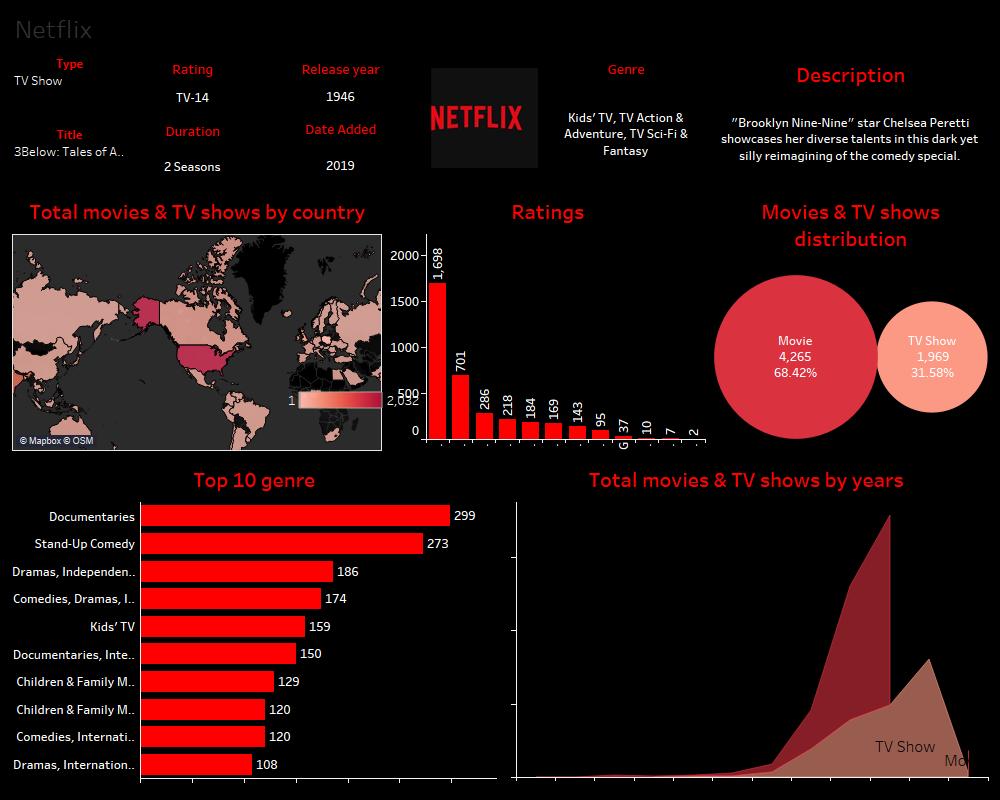 Netflix
Type
TV Show
Rating
TV-14
Release year
1946
Title
3Below: Tales of A..
Duration
2 Seasons
Date Added
2019
NETFLIX
Genre
Kids' TV, TV Action &
Adventure, TV Sci-Fi &
Fantasy
Description
"Brooklyn Nine-Nine" star Chelsea Peretti
showcases her diverse talents in this dark yet
silly reimagining of the comedy special.
Total movies & TV shows by country
1
2,032
© Mapbox © OSM
Ratings
2000
1500
1000
500
0
1,698
701
286
218
184
169
143
95
37
10
7
2
G
Movies & TV shows
distribution
Movie
4,265
68.42%
TV Show
1,969
31.58%
Top 10 genre
Documentaries 299
Stand-Up Comedy 273
Dramas, Independen.. 186
Comedies, Dramas, I.. 174
Kids' TV 159
Documentaries, Inte.. 150
Children & Family M.. 129
Children & Family M.. 120
Comedies, Internati.. 120
Dramas, Internation.. 108
Total movies & TV shows by years
TV Show
Mo